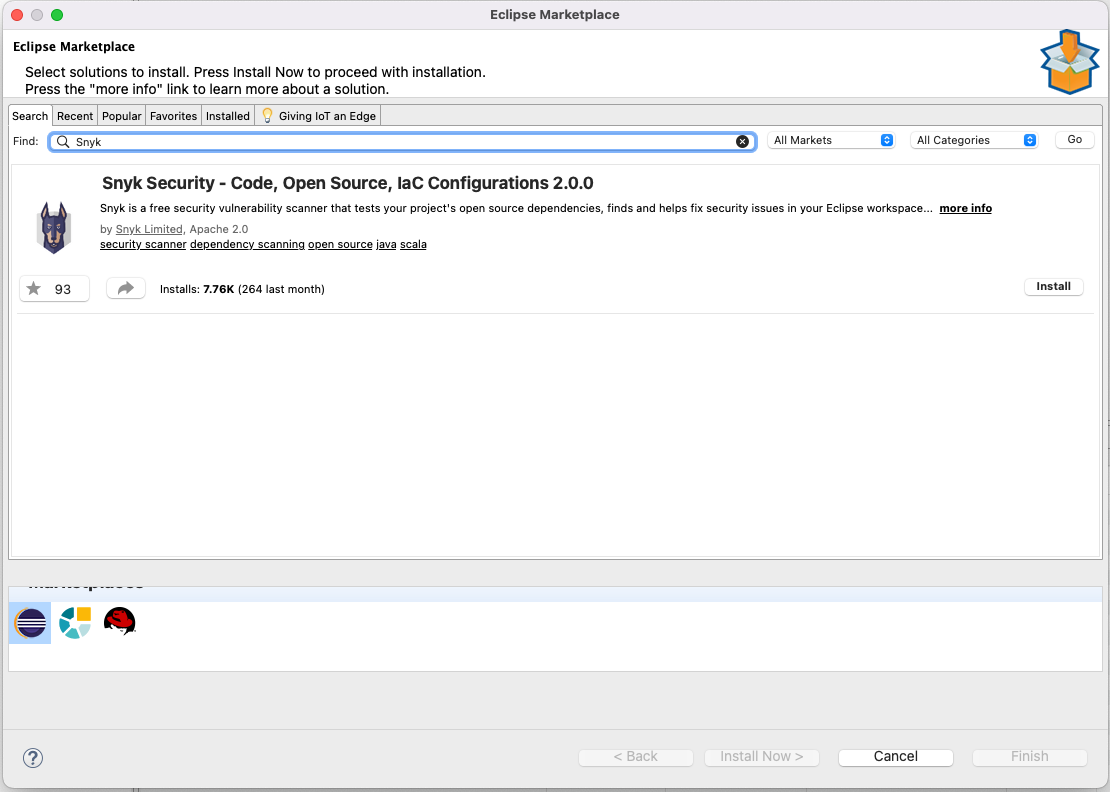 Eclipse Marketplace
Eclipse Marketplace
Select solutions to install. Press Install Now to proceed with installation.
Press the "more info" link to learn more about a solution.
Search Recent Popular Favorites Installed Giving IoT an Edge
Find: Snyk All Markets All Categories Go
Snyk Security - Code, Open Source, IaC Configurations 2.0.0
Snyk is a free security vulnerability scanner that tests your project's open source dependencies, finds and helps fix security issues in your Eclipse workspace... more info
by Snyk Limited, Apache 2.0
security scanner dependency scanning open source java scala
93 Installs: 7.76K (264 last month) Install
Marketplaces
? < Back Install Now > Cancel Finish